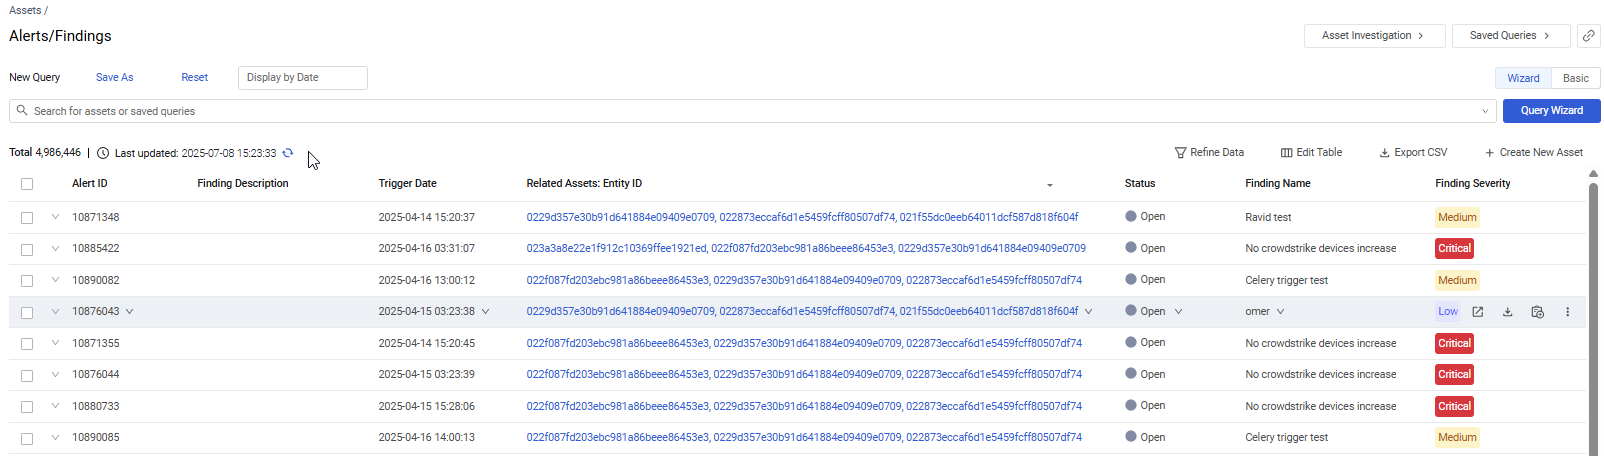 Assets /
Alerts/Findings
Asset Investigation
Saved Queries
New Query Save As Reset Display by Date
Wizard Basic
Search for assets or saved queries
Query Wizard
Total 4,986,446 | Last updated: 2025-07-08 15:23:33
Refine Data Edit Table Export CSV + Create New Asset
Alert ID Finding Description Trigger Date Related Assets: Entity ID Status Finding Name Finding Severity
10871348 2025-04-14 15:20:37 0229d357e30b91d641884e09409e0709, 022873eccaf6d1e5459fcff80507df74, 021f55dc0eeb64011dcf587d818f604f Open Ravid test Medium
10885422 2025-04-16 03:31:07 023a3a8e22e1f912c10369ffee1921ed, 022f087fd203ebc981a86beee86453e3, 0229d357e30b91d641884e09409e0709 Open No crowdstrike devices increase Critical
10890082 2025-04-16 13:00:12 022f087fd203ebc981a86beee86453e3, 0229d357e30b91d641884e09409e0709, 022873eccaf6d1e5459fcff80507df74 Open Celery trigger test Medium
10876043 2025-04-15 03:23:38 0229d357e30b91d641884e09409e0709, 022873eccaf6d1e5459fcff80507df74, 021f55dc0eeb64011dcf587d818f604f Open omer Low
10871355 2025-04-14 15:20:45 022f087fd203ebc981a86beee86453e3, 0229d357e30b91d641884e09409e0709, 022873eccaf6d1e5459fcff80507df74 Open No crowdstrike devices increase Critical
10876044 2025-04-15 03:23:39 022f087fd203ebc981a86beee86453e3, 0229d357e30b91d641884e09409e0709, 022873eccaf6d1e5459fcff80507df74 Open No crowdstrike devices increase Critical
10880733 2025-04-15 15:28:06 022f087fd203ebc981a86beee86453e3, 0229d357e30b91d641884e09409e0709, 022873eccaf6d1e5459fcff80507df74 Open No crowdstrike devices increase Critical
10890085 2025-04-16 14:00:13 022f087fd203ebc981a86beee86453e3, 0229d357e30b91d641884e09409e0709, 022873eccaf6d1e5459fcff80507df74 Open Celery trigger test Medium